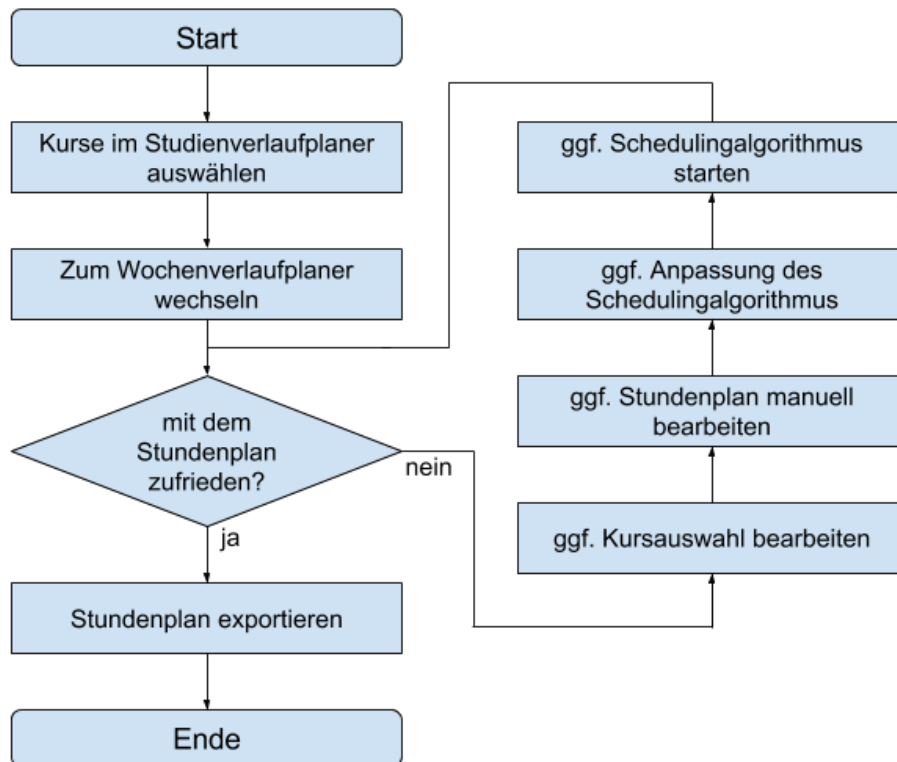 Start
Kurse im Studienverlaufplaner
auswählen
Zum Wochenverlaufplaner
wechseln
mit dem
Stundenplan
zufrieden?
nein
ja
Stundenplan exportieren
Ende
ggf. Schedulingalgorithmus
starten
ggf. Anpassung des
Schedulingalgorithmus
ggf. Stundenplan manuell
bearbeiten
ggf. Kursauswahl bearbeiten